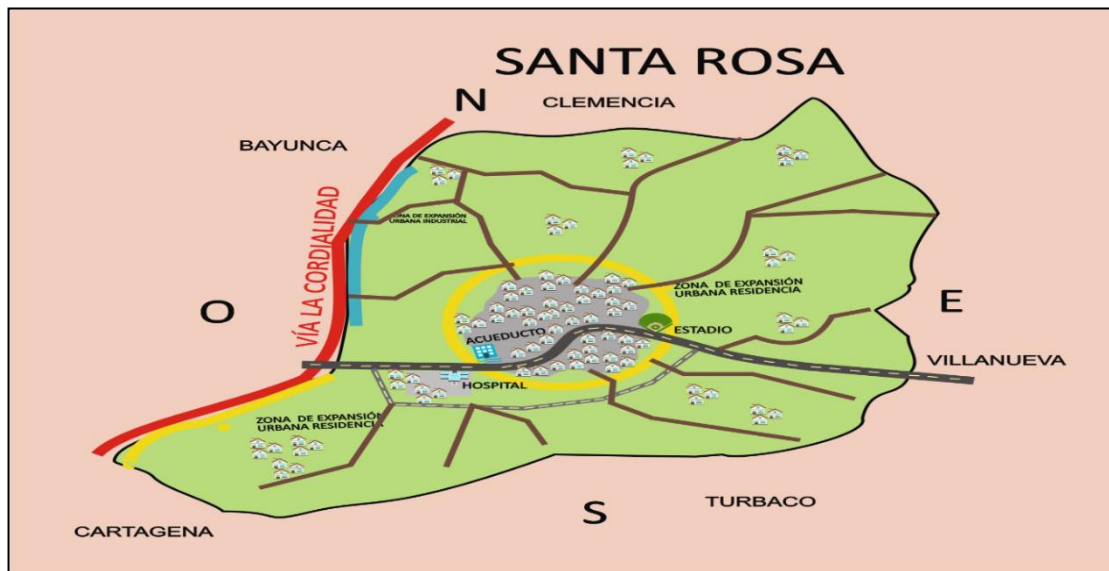 SANTA ROSA
N
CLEMENCIA
BAYUNCA
VÍA LA CORDIALIDAD
ZONA DE EXPANSIÓN
URBANA INDUSTRIAL
ZONA DE EXPANSIÓN
URBANA RESIDENCIA
O
E
ACUEDUCTO
ESTADIO
VILLANUEVA
HOSPITAL
ZONA DE EXPANSIÓN
URBANA RESIDENCIA
S
TURBACO
CARTAGENA